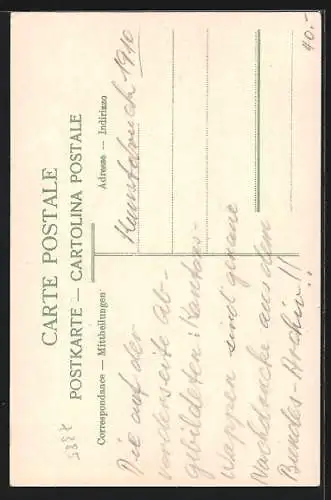 CARTE POSTALE
POSTKARTE — CARTOLINA POSTALE
Correspondance — Mittheilungen
Adresse — Indirizzo
Die auf der
Vorderseite ab-
gebildeten: Kantons-
wappen sind genaue
Nachdrucke aus dem
Bundes-Archiv!!
Kunstdruck 1910
40.-